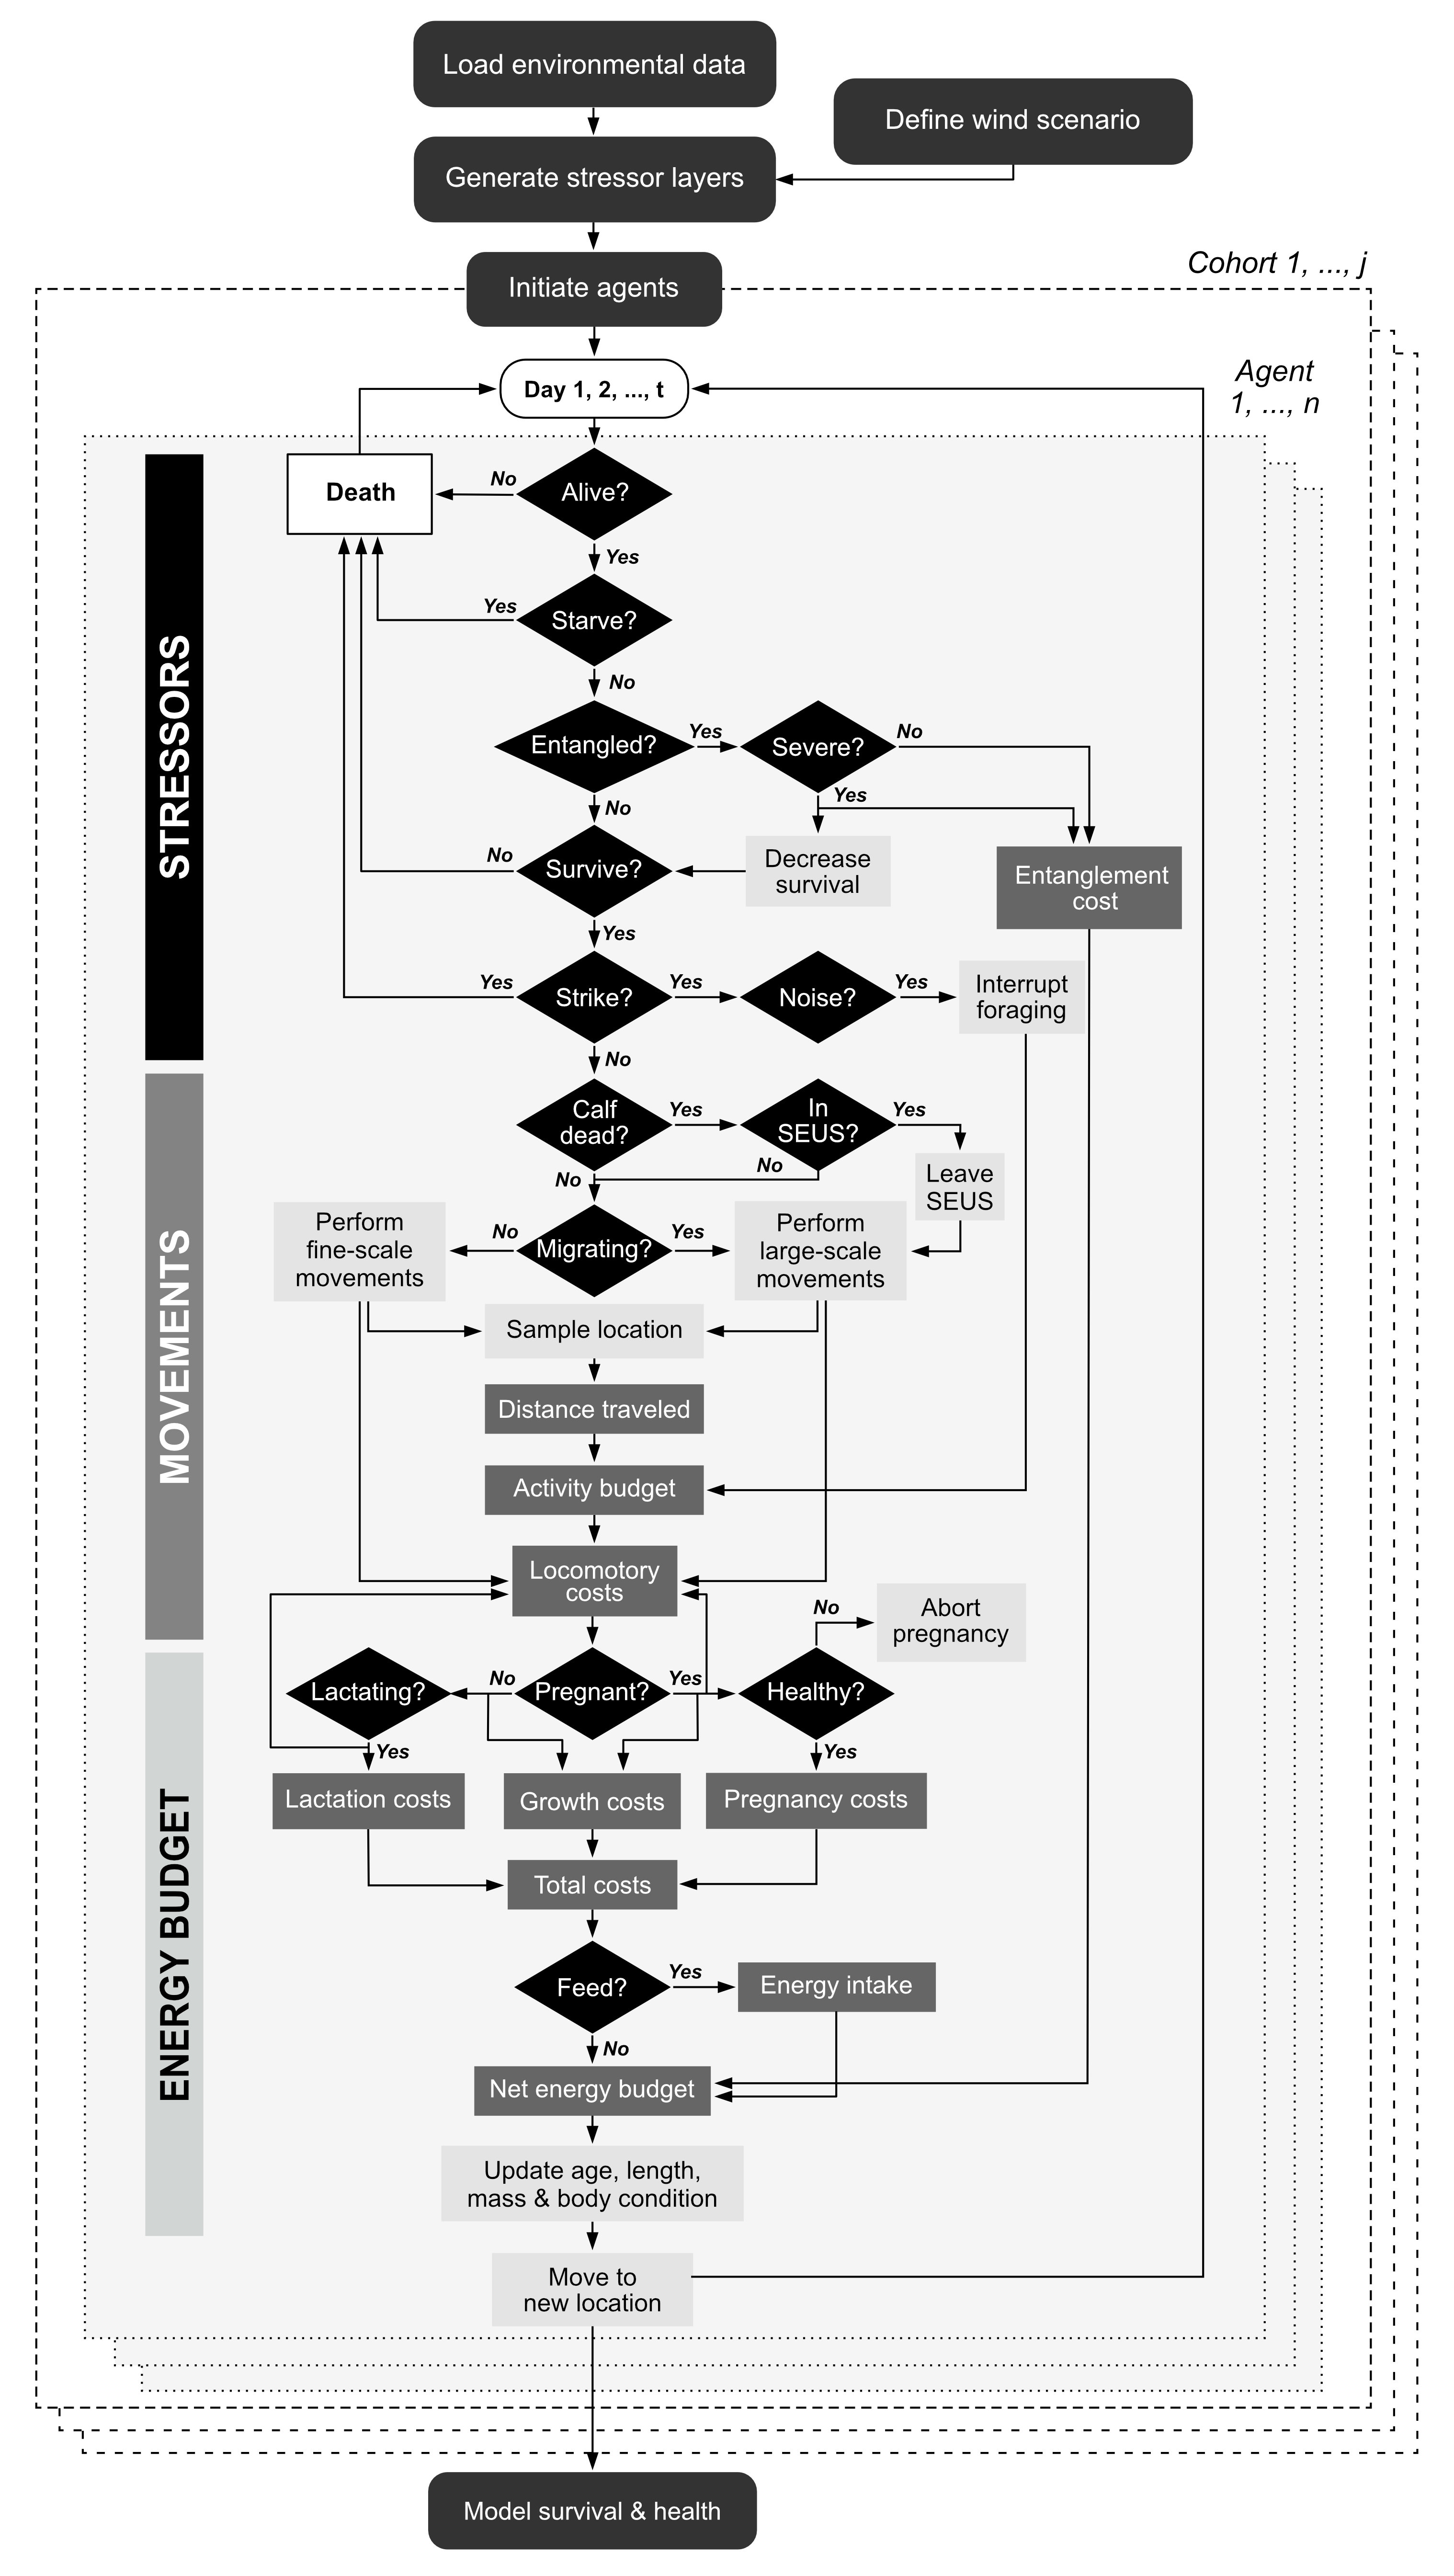 Load environmental data
Define wind scenario
Generate stressor layers
Cohort 1, ..., j
Initiate agents
Agent
1, ..., n
Day 1, 2, ..., t
STRESSORS
Death
No
Alive?
Yes
Yes
Starve?
No
Entangled?
Yes
Severe?
No
Yes
No
Decrease
survival
Entanglement
cost
No
Survive?
Yes
Yes
Strike?
Yes
Noise?
Yes
Interrupt
foraging
No
MOVEMENTS
Calf
dead?
Yes
In
SEUS?
Yes
No
No
Leave
SEUS
Perform
fine-scale
movements
No
Migrating?
Yes
Perform
large-scale
movements
Sample location
Distance traveled
Activity budget
Locomotory
costs
No
Abort
pregnancy
ENERGY BUDGET
Lactating?
No
Pregnant?
Yes
Healthy?
Yes
Yes
Lactation costs
Growth costs
Pregnancy costs
Total costs
Feed?
Yes
Energy intake
No
Net energy budget
Update age, length,
mass & body condition
Move to
new location
Model survival & health